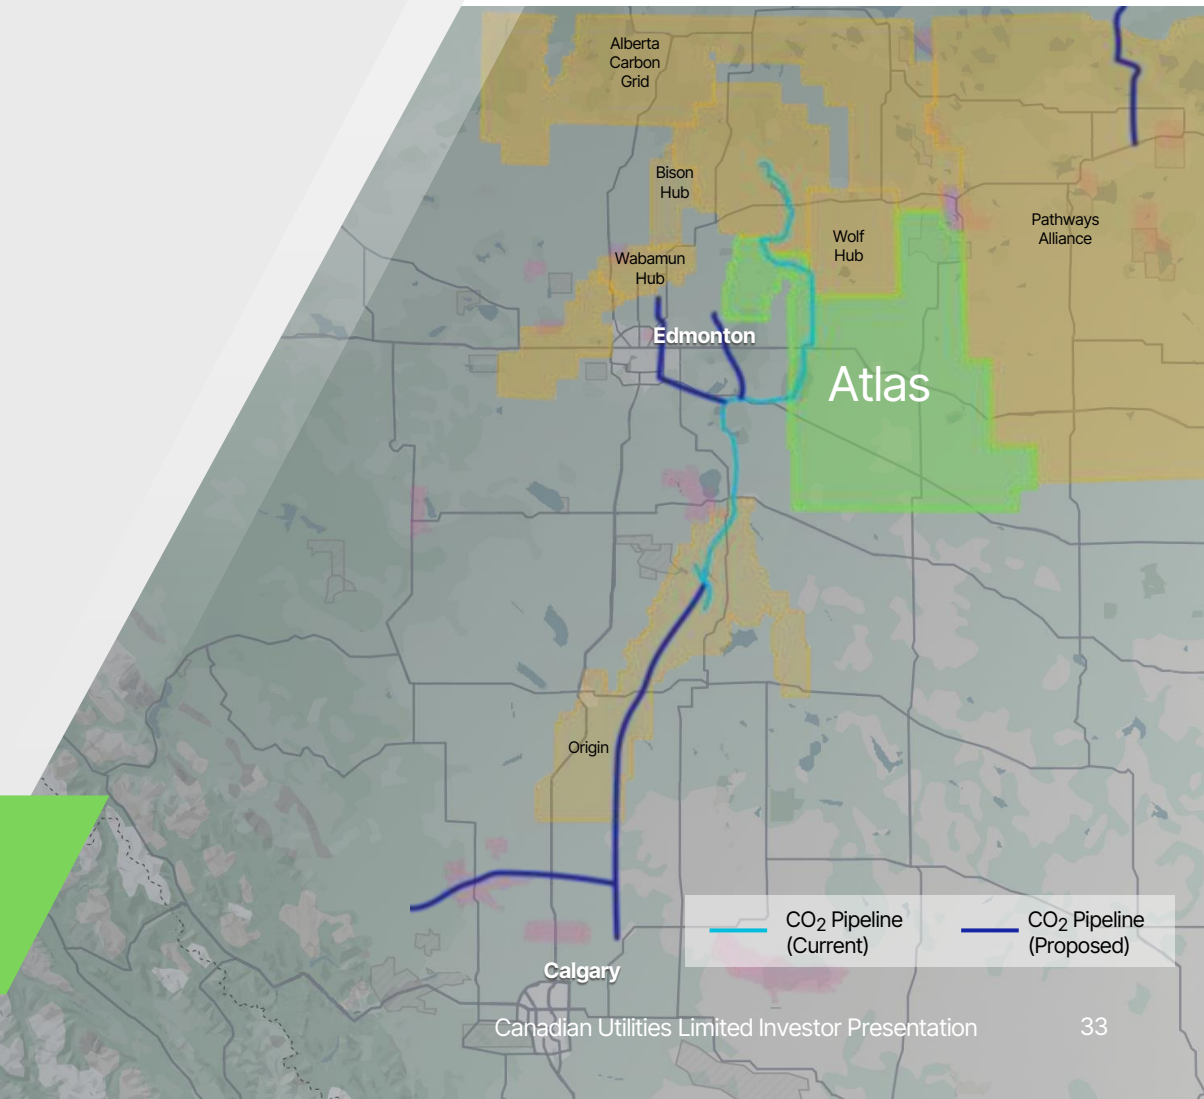 Alberta
Carbon
Grid
Bison
Hub
Pathways
Alliance
Wolf
Hub
Wabamun
Hub
Edmonton
Atlas
Origin
CO2 Pipeline
(Current)
CO2 Pipeline
(Proposed)
Calgary
Canadian Utilities Limited Investor Presentation
33